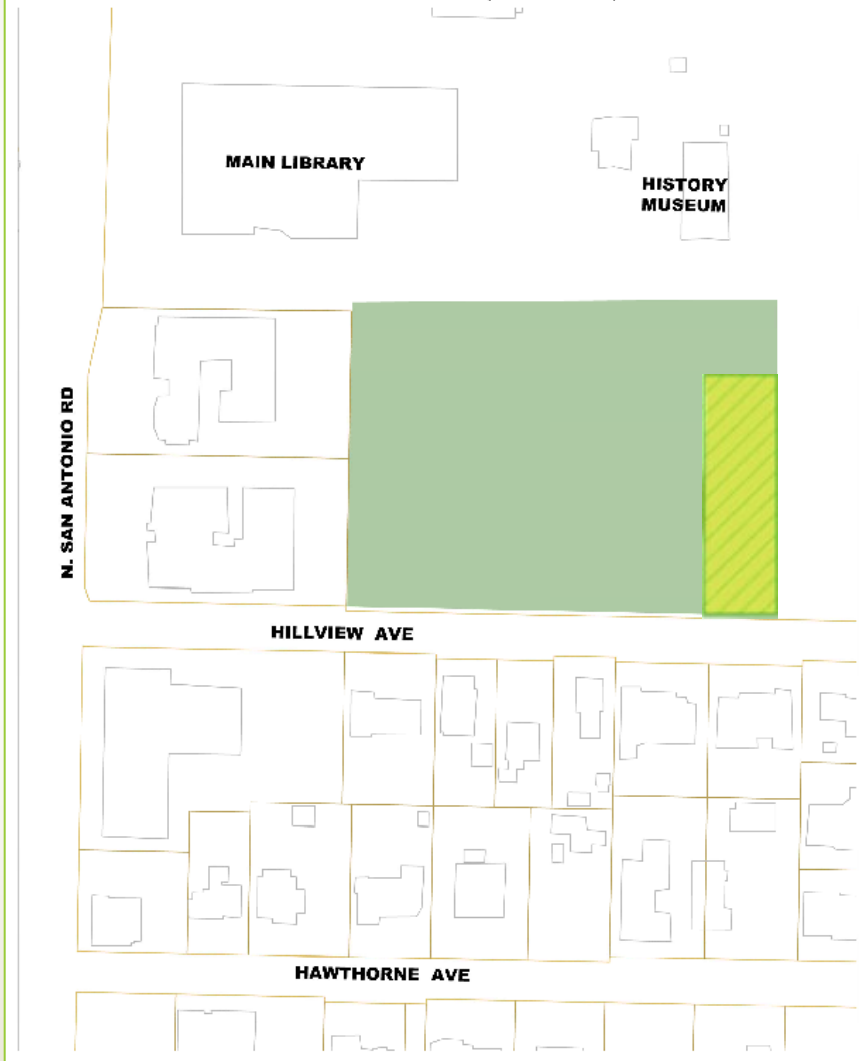 MAIN LIBRARY
HISTORY
MUSEUM
N. SAN ANTONIO RD
HILLVIEW AVE
HAWTHORNE AVE